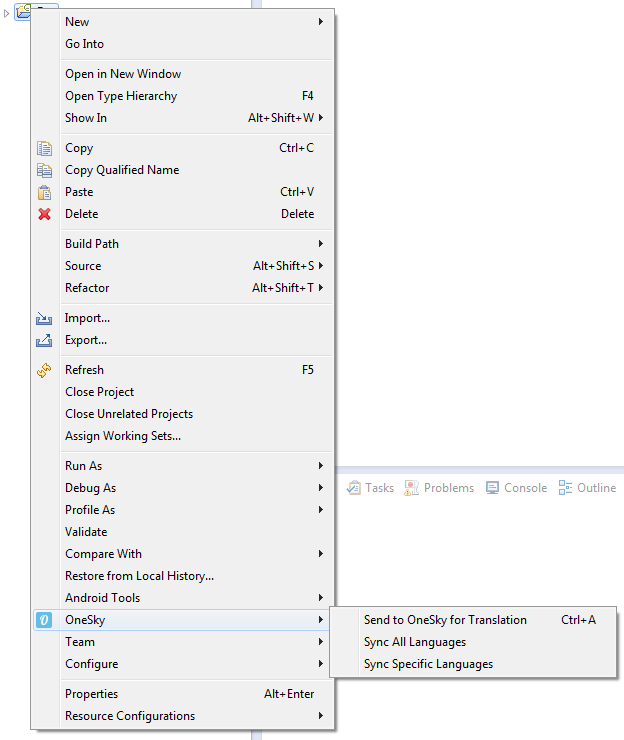 New
Go Into
Open in New Window
Open Type Hierarchy F4
Show In Alt+Shift+W
Copy Ctrl+C
Copy Qualified Name
Paste Ctrl+V
Delete Delete
Build Path
Source Alt+Shift+S
Refactor Alt+Shift+T
Import...
Export...
Refresh F5
Close Project
Close Unrelated Projects
Assign Working Sets...
Run As
Debug As
Tasks Problems Console Outline
Profile As
Validate
Compare With
Restore from Local History...
Android Tools
OneSky
Send to OneSky for Translation Ctrl+A
Team
Sync All Languages
Configure
Sync Specific Languages
Properties Alt+Enter
Resource Configurations